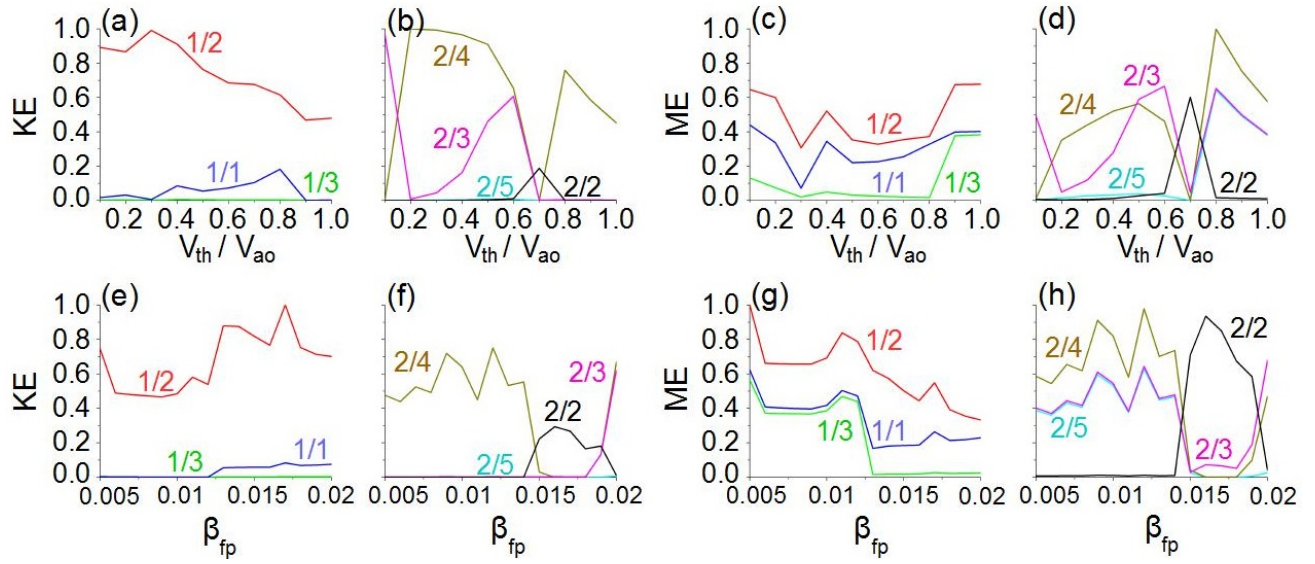 (a) (b) (c) (d)
KE 1.0 0.8 0.6 0.4 0.2 0.0 1/2 1/1 1/3
2/4 2/3 2/5 2/2
ME 1.0 0.8 0.6 0.4 0.2 0.0 1/2 1/1 1/3
2/4 2/3 2/5 2/2
0.2 0.4 0.6 0.8 1.0 0.2 0.4 0.6 0.8 1.0 0.2 0.4 0.6 0.8 1.0 0.2 0.4 0.6 0.8 1.0
V_th / V_ao V_th / V_ao V_th / V_ao V_th / V_ao
(e) (f) (g) (h)
KE 1.0 0.8 0.6 0.4 0.2 0.0 1/2 1/3 1/1
2/4 2/2 2/3 2/5
ME 1.0 0.8 0.6 0.4 0.2 0.0 1/2 1/3 1/1
2/4 2/2 2/5 2/3
0.005 0.01 0.015 0.02 0.005 0.01 0.015 0.02 0.005 0.01 0.015 0.02 0.005 0.01 0.015 0.02
β_fp β_fp β_fp β_fp